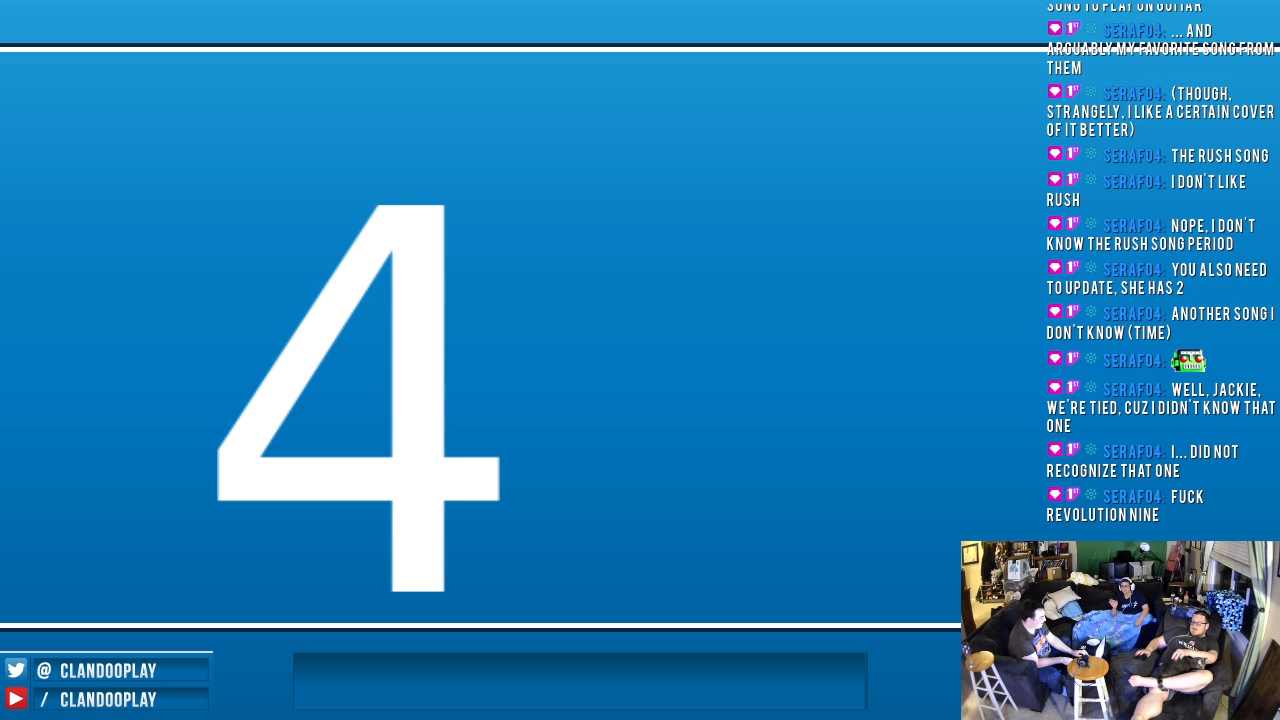 SONG TO PLAY ON GUITAR
SERAF04: ... AND
ARGUABLY MY FAVORITE SONG FROM
THEM
SERAF04: (THOUGH,
STRANGELY, I LIKE A CERTAIN COVER
OF IT BETTER)
SERAF04: THE RUSH SONG
SERAF04: I DON'T LIKE
RUSH
SERAF04: NOPE, I DON'T
KNOW THE RUSH SONG PERIOD
SERAF04: YOU ALSO NEED
TO UPDATE, SHE HAS 2
SERAF04: ANOTHER SONG I
DON'T KNOW (TIME)
SERAF04:
SERAF04: WELL, JACKIE,
WE'RE TIED, CUZ I DIDN'T KNOW THAT
ONE
SERAF04: I... DID NOT
RECOGNIZE THAT ONE
SERAF04: FUCK
REVOLUTION NINE
4
@ CLANDOOPLAY
/ CLANDOOPLAY